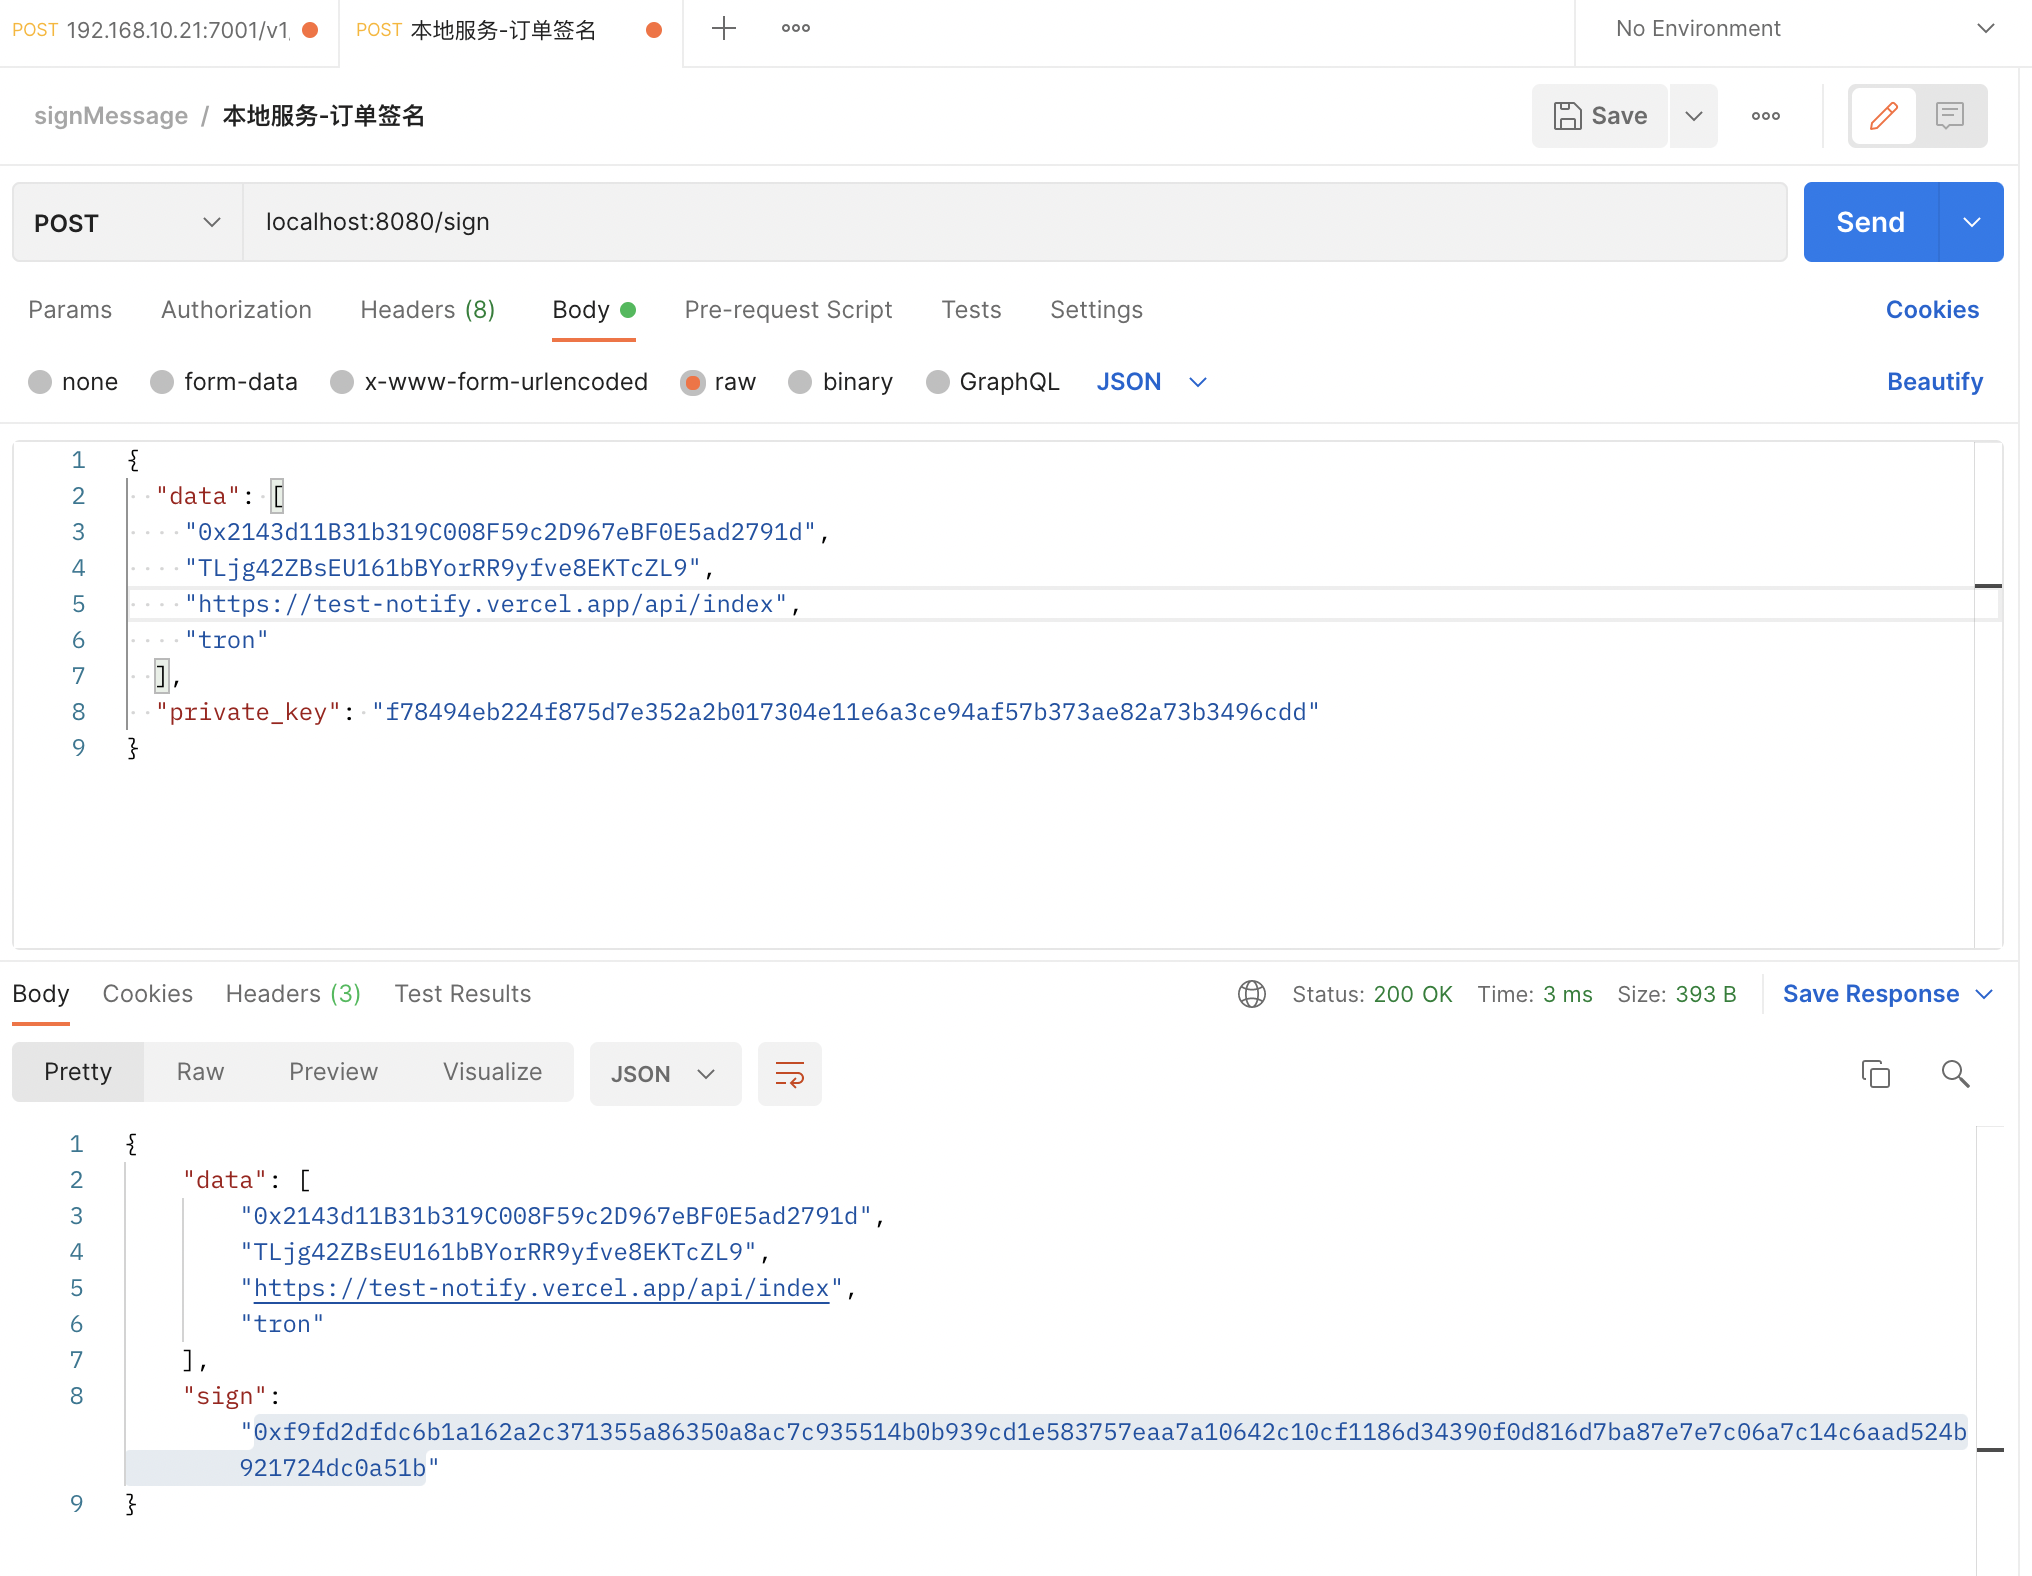 POST 192.168.10.21:7001/v1, POST 本地服务-订单签名 No Environment
signMessage / 本地服务-订单签名 Save
POST localhost:8080/sign Send
Params Authorization Headers (8) Body Pre-request Script Tests Settings Cookies
none form-data x-www-form-urlencoded raw binary GraphQL JSON Beautify
1 {
2 "data": [
3 "0x2143d11B31b319C008F59c2D967eBF0E5ad2791d",
4 "TLjg42ZBsEU161bBYorRR9yfve8EKTcZL9",
5 "https://test-notify.vercel.app/api/index",
6 "tron"
7 ],
8 "private_key": "f78494eb224f875d7e352a2b017304e11e6a3ce94af57b373ae82a73b3496cdd"
9 }
Body Cookies Headers (3) Test Results Status: 200 OK Time: 3 ms Size: 393 B Save Response
Pretty Raw Preview Visualize JSON
1 {
2 "data": [
3 "0x2143d11B31b319C008F59c2D967eBF0E5ad2791d",
4 "TLjg42ZBsEU161bBYorRR9yfve8EKTcZL9",
5 "https://test-notify.vercel.app/api/index",
6 "tron"
7 ],
8 "sign":
"0xf9fd2dfdc6b1a162a2c371355a86350a8ac7c935514b0b939cd1e583757eaa7a10642c10cf1186d34390f0d816d7ba87e7e7c06a7c14c6aad524b
921724dc0a51b"
9 }